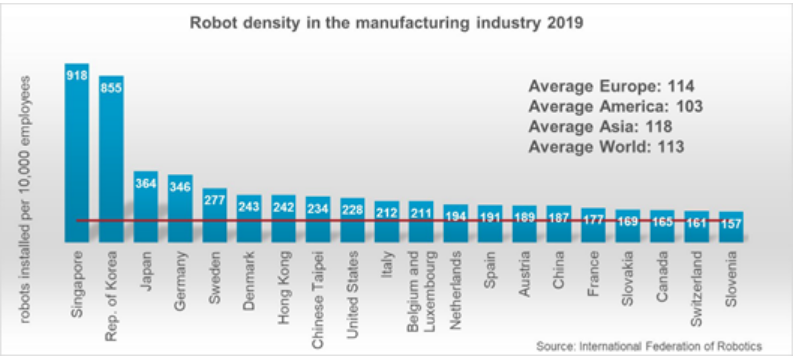 Robot density in the manufacturing industry 2019
robots installed per 10,000 employees
Average Europe: 114
Average America: 103
Average Asia: 118
Average World: 113
918
855
364
346
277
243
242
234
228
212
211
194
191
189
187
177
169
165
161
157
Singapore
Rep. of Korea
Japan
Germany
Sweden
Denmark
Hong Kong
Chinese Taipei
United States
Italy
Belgium and
Luxembourg
Netherlands
Spain
Austria
China
France
Slovakia
Canada
Switzerland
Slovenia
Source: International Federation of Robotics